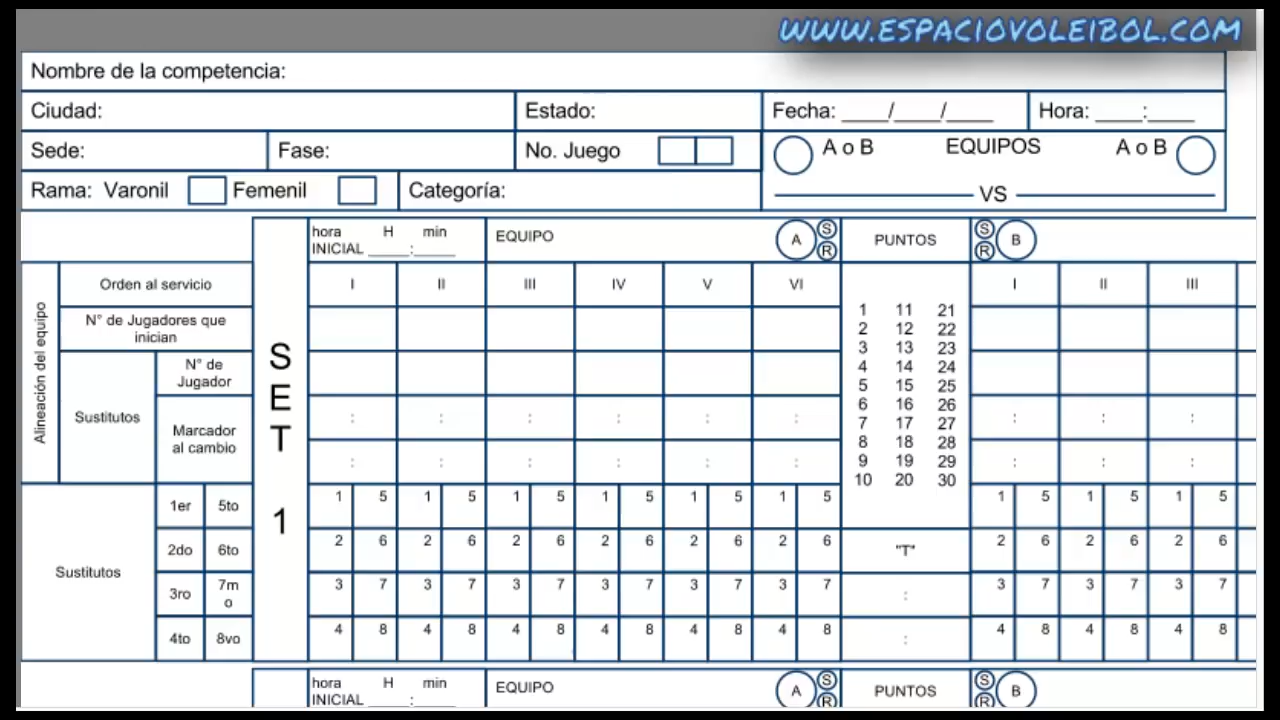 WWW.ESPACIOVOLEIBOL.COM
Nombre de la competencia:
Ciudad: Estado: Fecha: ____/____/____ Hora: ____:____
Sede: Fase: No. Juego A o B EQUIPOS A o B
Rama: Varonil Femenil Categoría: VS
hora H min EQUIPO A S R PUNTOS S R B
INICIAL _____:_____
Alineación del equipo
Orden al servicio I II III IV V VI I II III
N° de Jugadores que
inician
Sustitutos
N° de
Jugador
Marcador
al cambio
: : : : : : : : :
: : : : : : : : :
SET 1
1 11 21
2 12 22
3 13 23
4 14 24
5 15 25
6 16 26
7 17 27
8 18 28
9 19 29
10 20 30
Sustitutos
1er 5to 1 5 1 5 1 5 1 5 1 5 1 5 1 5 1 5 1 5
2do 6to 2 6 2 6 2 6 2 6 2 6 2 6 "T" 2 6 2 6 2 6
3ro 7m
o 3 7 3 7 3 7 3 7 3 7 3 7 : 3 7 3 7 3 7
4to 8vo 4 8 4 8 4 8 4 8 4 8 4 8 : 4 8 4 8 4 8
hora H min EQUIPO A S R PUNTOS S R B
INICIAL _____:_____